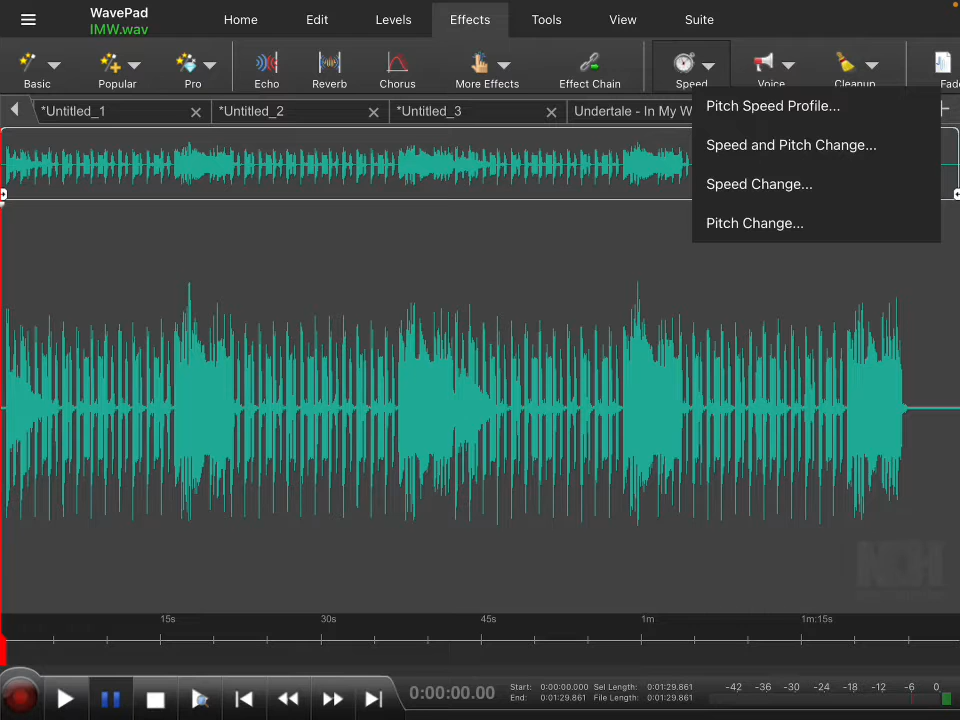 WavePad
IMW.wav
Home
Edit
Levels
Effects
Tools
View
Suite
Basic
Popular
Pro
Echo
Reverb
Chorus
More Effects
Effect Chain
Speed
Voice
Cleanup
*Untitled_1
*Untitled_2
*Untitled_3
Undertale - In My W
Pitch Speed Profile...
Speed and Pitch Change...
Speed Change...
Pitch Change...
NCH
15s
30s
45s
1m
1m:15s
0:00:00.00
Start: 0:00:00.000 Sel Length: 0:01:29.861
End: 0:01:29.861 File Length: 0:01:29.861
-42 -36 -30 -24 -18 -12 -6 0